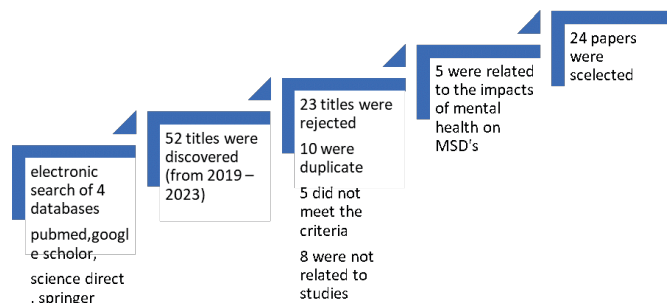 electronic
search of 4
databases
pubmed,googl
e scholor,
science direct
, springer
52 titles were
discovered
(from 2019 –
2023)
23 titles were
rejected
10 were
duplicate
5 did not
meet the
criteria
8 were not
related to
studies
5 were related
to the impacts
of mental
health on
MSD's
24 papers
were
scelected